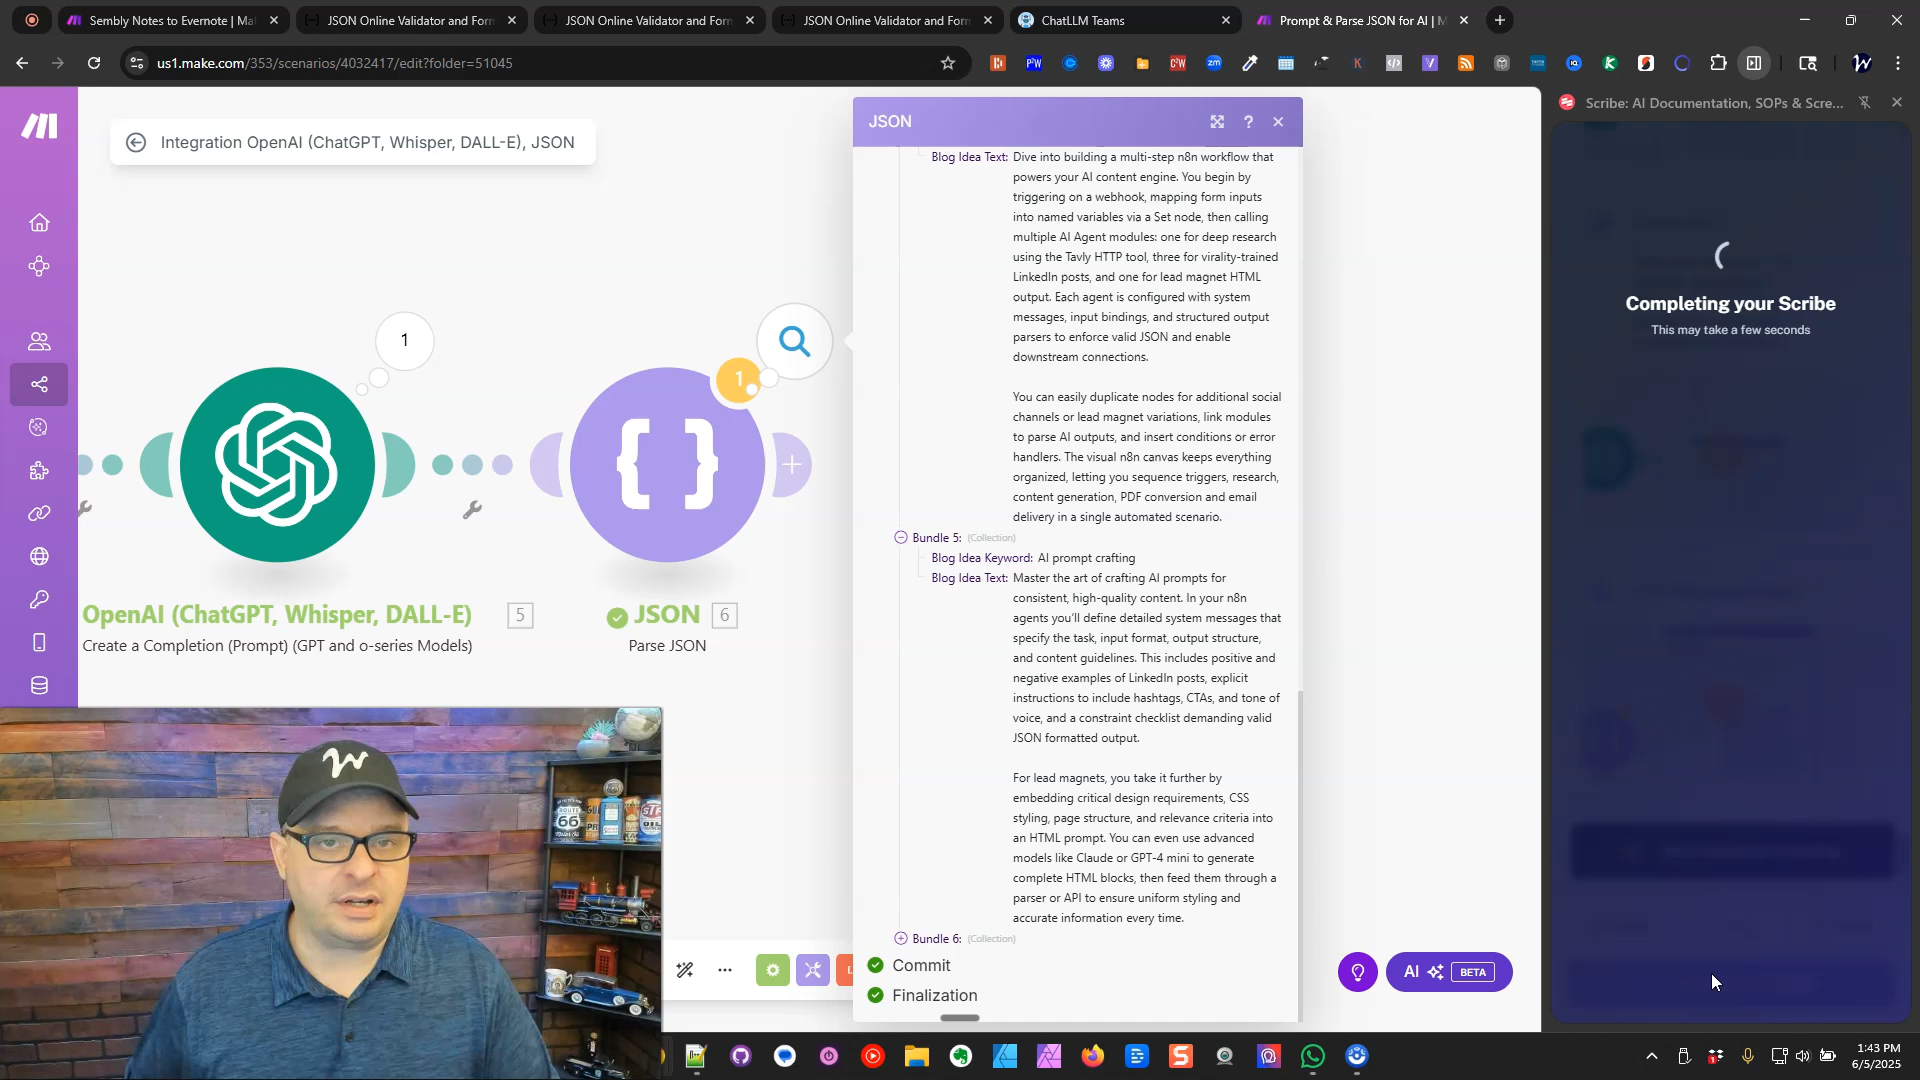 Sembly Notes to Evernote | Ma
JSON Online Validator and Form
JSON Online Validator and Form
JSON Online Validator and Form
ChatLLM Teams
Prompt & Parse JSON for AI | M
us1.make.com/353/scenarios/4032417/edit?folder=51045
Integration OpenAI (ChatGPT, Whisper, DALL-E), JSON
JSON
Scribe: AI Documentation, SOPs & Scre...
Completing your Scribe
This may take a few seconds
1
1
OpenAI (ChatGPT, Whisper, DALL-E)
5
Create a Completion (Prompt) (GPT and o-series Models)
JSON
6
Parse JSON
Blog Idea Text: Dive into building a multi-step n8n workflow that
powers your AI content engine. You begin by
triggering on a webhook, mapping form inputs
into named variables via a Set node, then calling
multiple AI Agent modules: one for deep research
using the Tavly HTTP tool, three for virality-trained
LinkedIn posts, and one for lead magnet HTML
output. Each agent is configured with system
messages, input bindings, and structured output
parsers to enforce valid JSON and enable
downstream connections.
You can easily duplicate nodes for additional social
channels or lead magnet variations, link modules
to parse AI outputs, and insert conditions or error
handlers. The visual n8n canvas keeps everything
organized, letting you sequence triggers, research,
content generation, PDF conversion and email
delivery in a single automated scenario.
Bundle 5: (Collection)
Blog Idea Keyword: AI prompt crafting
Blog Idea Text: Master the art of crafting AI prompts for
consistent, high-quality content. In your n8n
agents you'll define detailed system messages that
specify the task, input format, output structure,
and content guidelines. This includes positive and
negative examples of LinkedIn posts, explicit
instructions to include hashtags, CTAs, and tone of
voice, and a constraint checklist demanding valid
JSON formatted output.
For lead magnets, you take it further by
embedding critical design requirements, CSS
styling, page structure, and relevance criteria into
an HTML prompt. You can even use advanced
models like Claude or GPT-4 mini to generate
complete HTML blocks, then feed them through a
parser or API to ensure uniform styling and
accurate information every time.
Bundle 6: (Collection)
Commit
Finalization
AI
BETA
ROUTE
66
STP
OIL
1:43 PM
6/5/2025